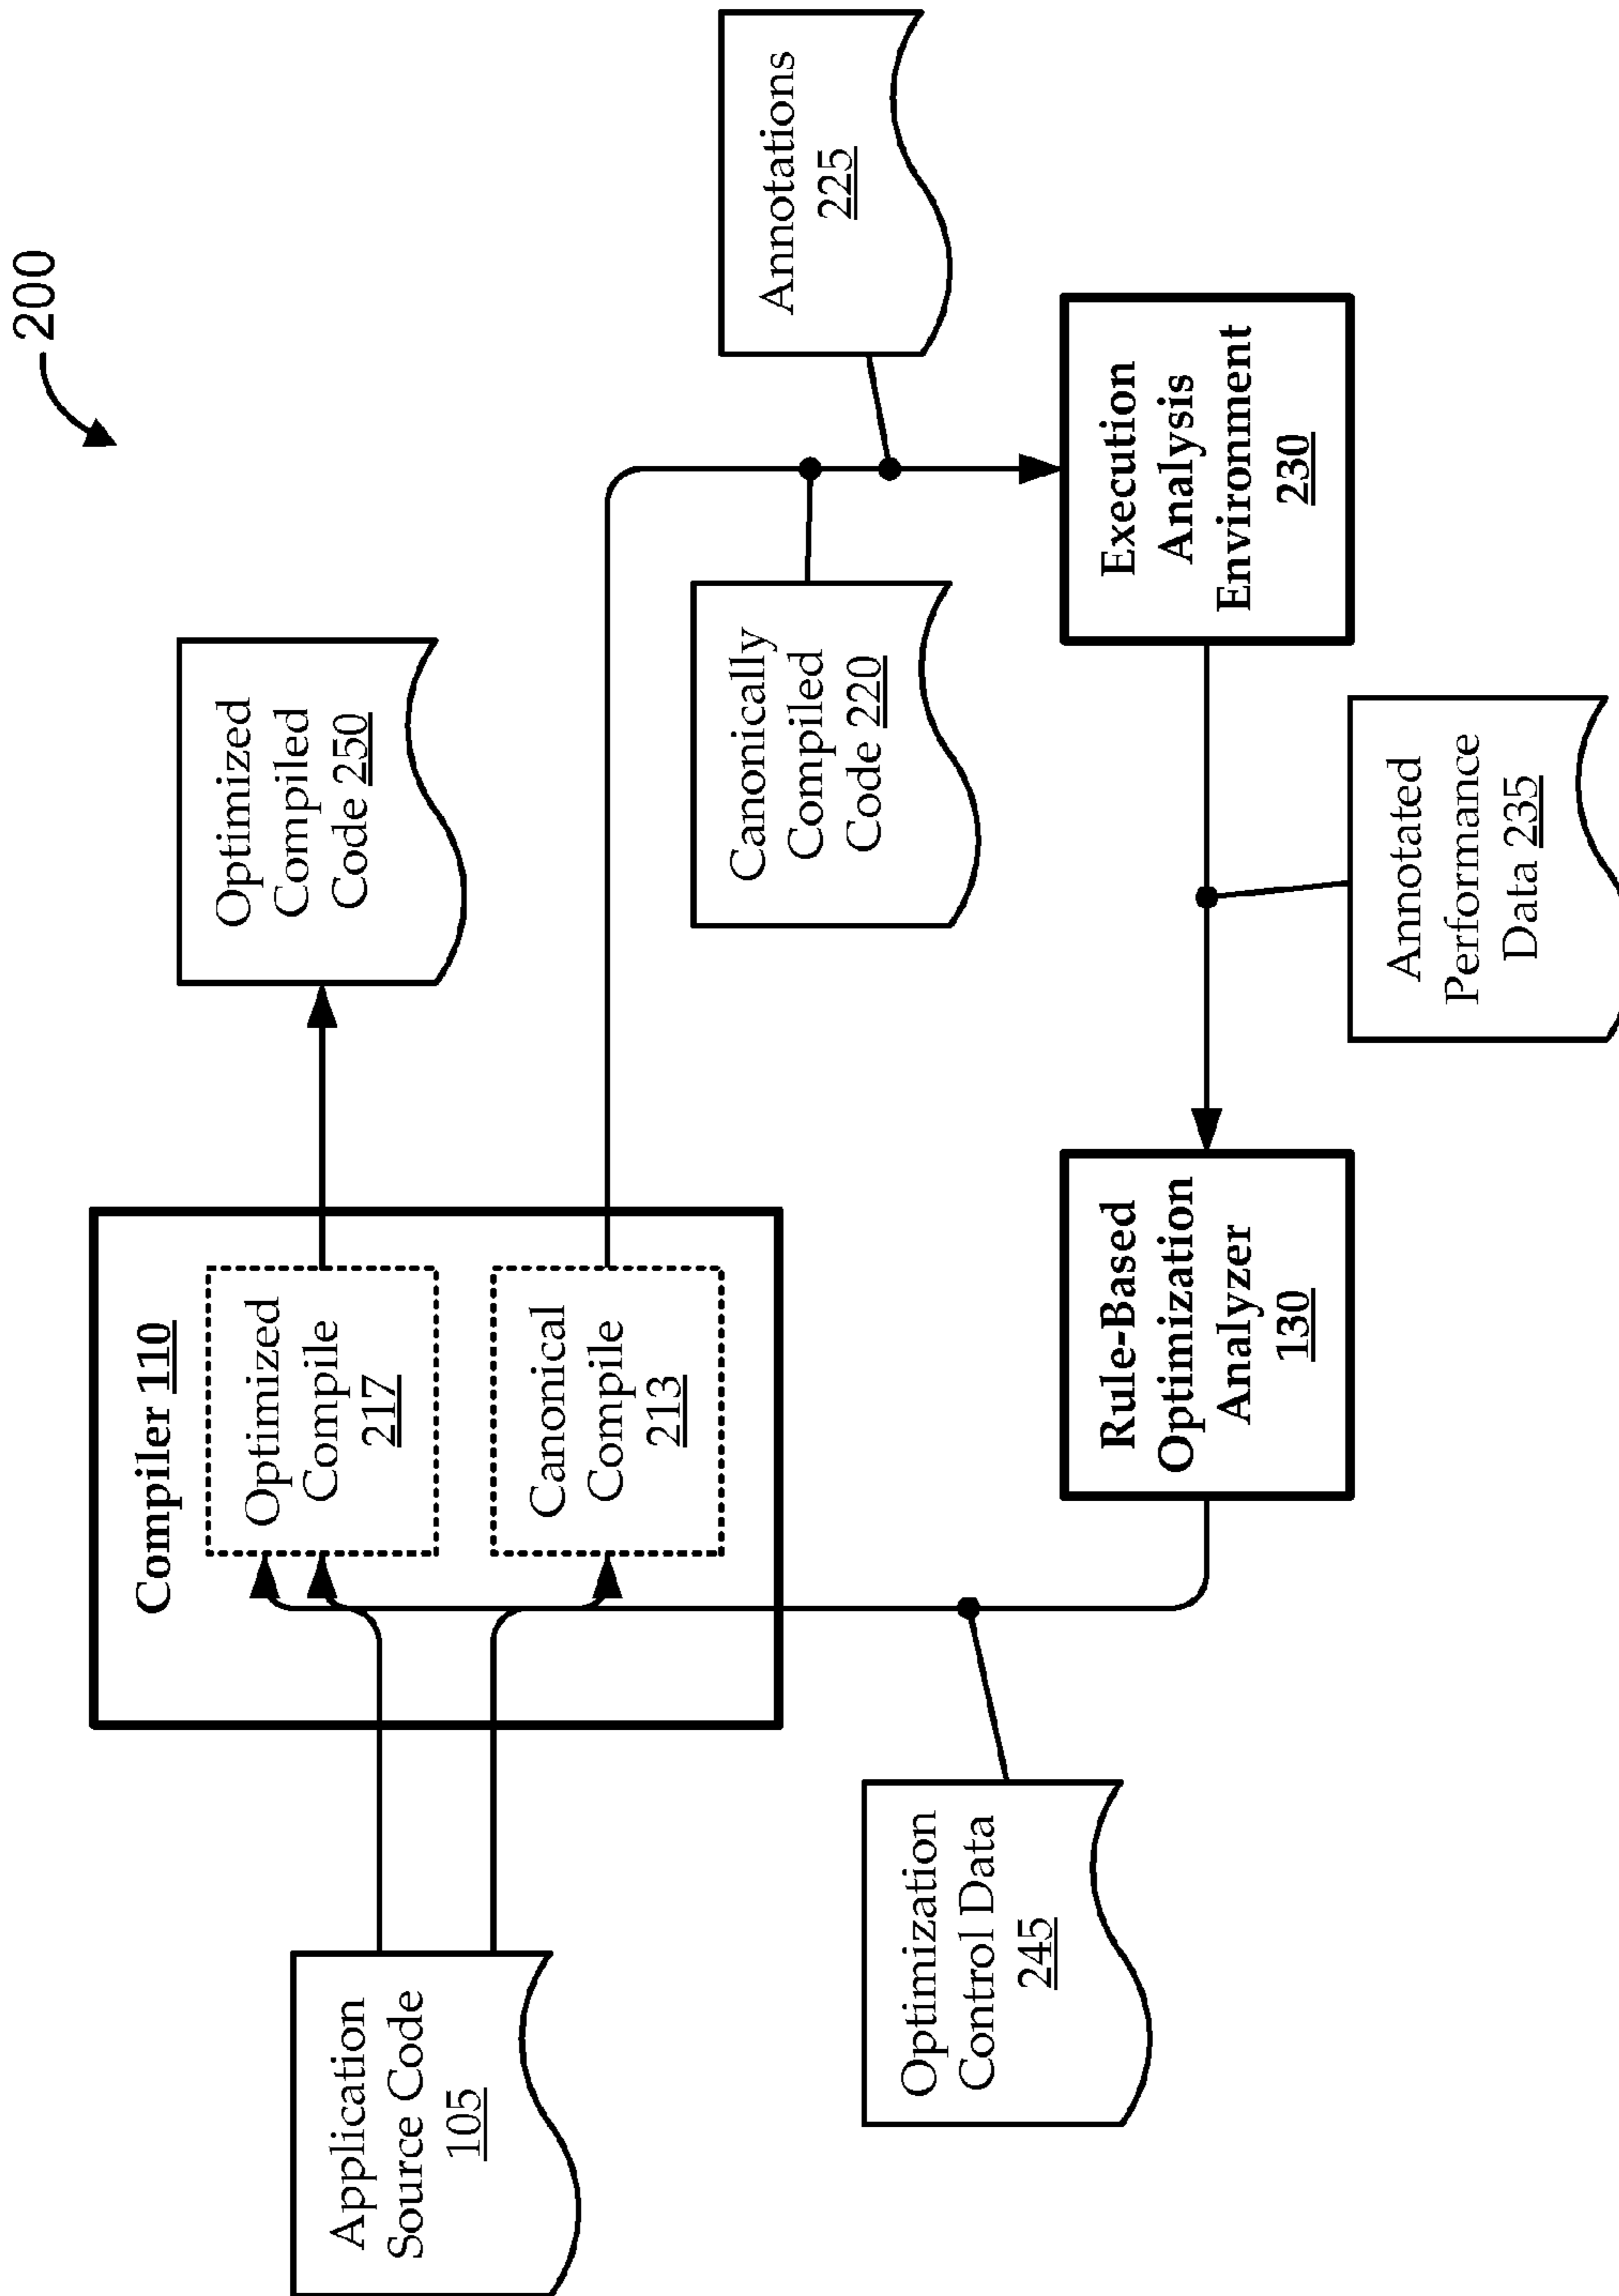 200
Compiler 110
Optimized
Compile
217
Canonical
Compile
213
Optimized
Compiled
Code 250
Application
Source Code
105
Canonically
Compiled
Code 220
Annotations
225
Optimization
Control Data
245
Rule-Based
Optimization
Analyzer
130
Execution
Analysis
Environment
230
Annotated
Performance
Data 235